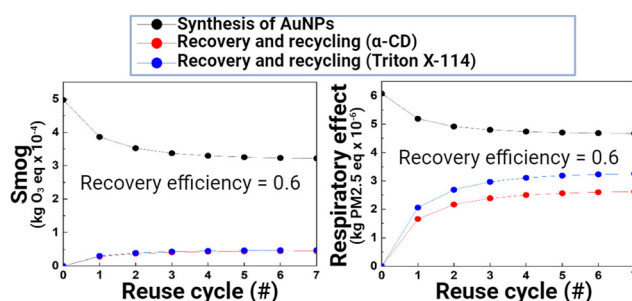 Synthesis of AuNPs
Recovery and recycling (α-CD)
Recovery and recycling (Triton X-114)
Smog
(kg O₃ eq x 10⁻⁴)
5
4
3
2
1
0
Recovery efficiency = 0.6
0 1 2 3 4 5 6 7
Reuse cycle (#)
Respiratory effect
(kg PM2.5 eq x 10⁻⁶)
6
5
4
3
2
1
0
Recovery efficiency = 0.6
0 1 2 3 4 5 6 7
Reuse cycle (#)